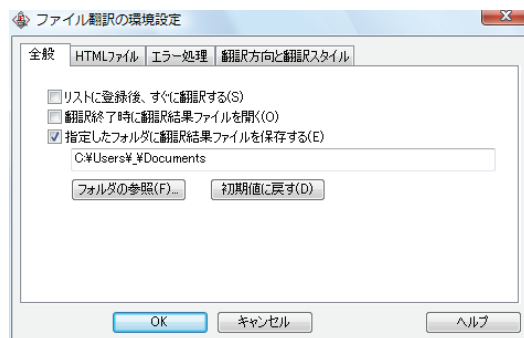 ファイル翻訳の環境設定
全般 HTMLファイル エラー処理 翻訳方向と翻訳スタイル
リストに登録後、すぐに翻訳する(S)
翻訳終了時に翻訳結果ファイルを開く(O)
指定したフォルダに翻訳結果ファイルを保存する(E)
C:¥Users¥_¥Documents
フォルダの参照(F)... 初期値に戻す(D)
OK キャンセル ヘルプ